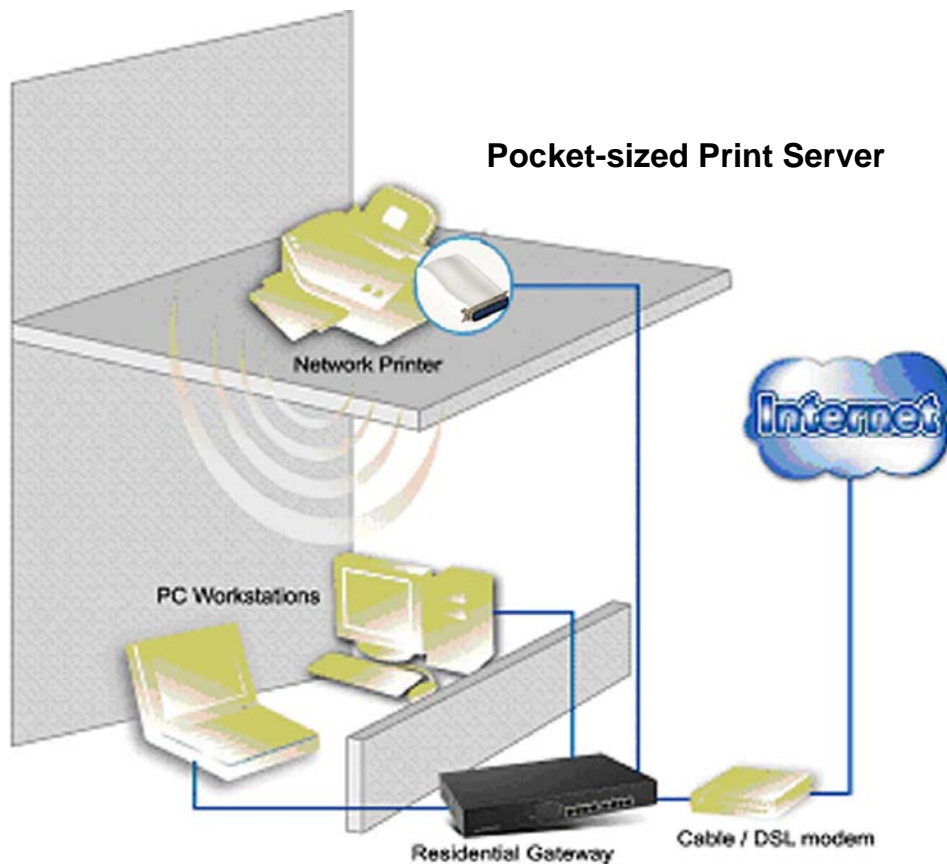 Pocket-sized Print Server
Network Printer
Internet
PC Workstations
Cable / DSL modem
Residential Gateway